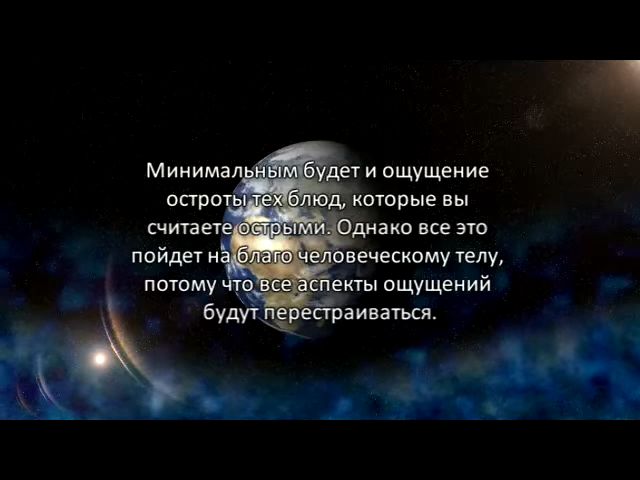 Минимальным будет и ощущение
остроты тех блюд, которые вы
считаете острыми. Однако все это
пойдет на благо человеческому телу,
потому что все аспекты ощущений
будут перестраиваться.